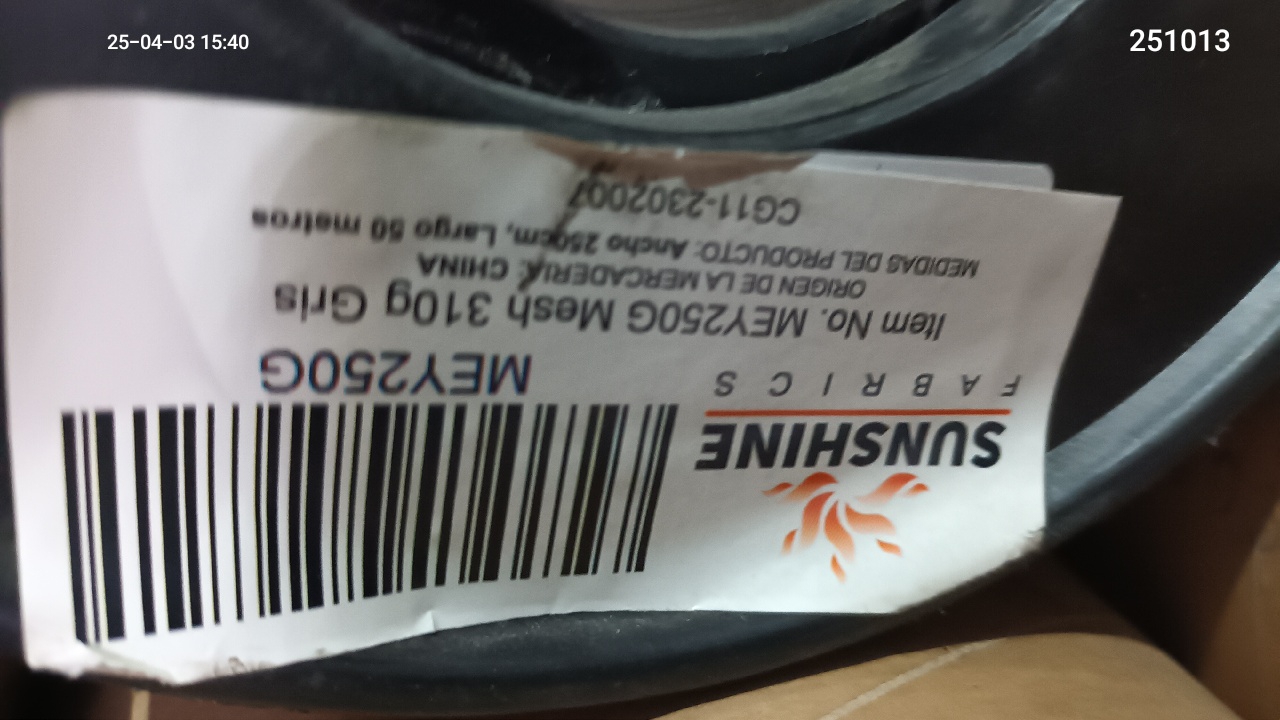 25-04-03 15:40
251013
SUNSHINE
FABRICS
MEY250G
Item No. MEY250G Mesh 310g Gris
ORIGEN DE LA MERCADERIA: CHINA
MEDIDAS DEL PRODUCTO: Ancho 250cm, Largo 50 metros
CG11-2302007